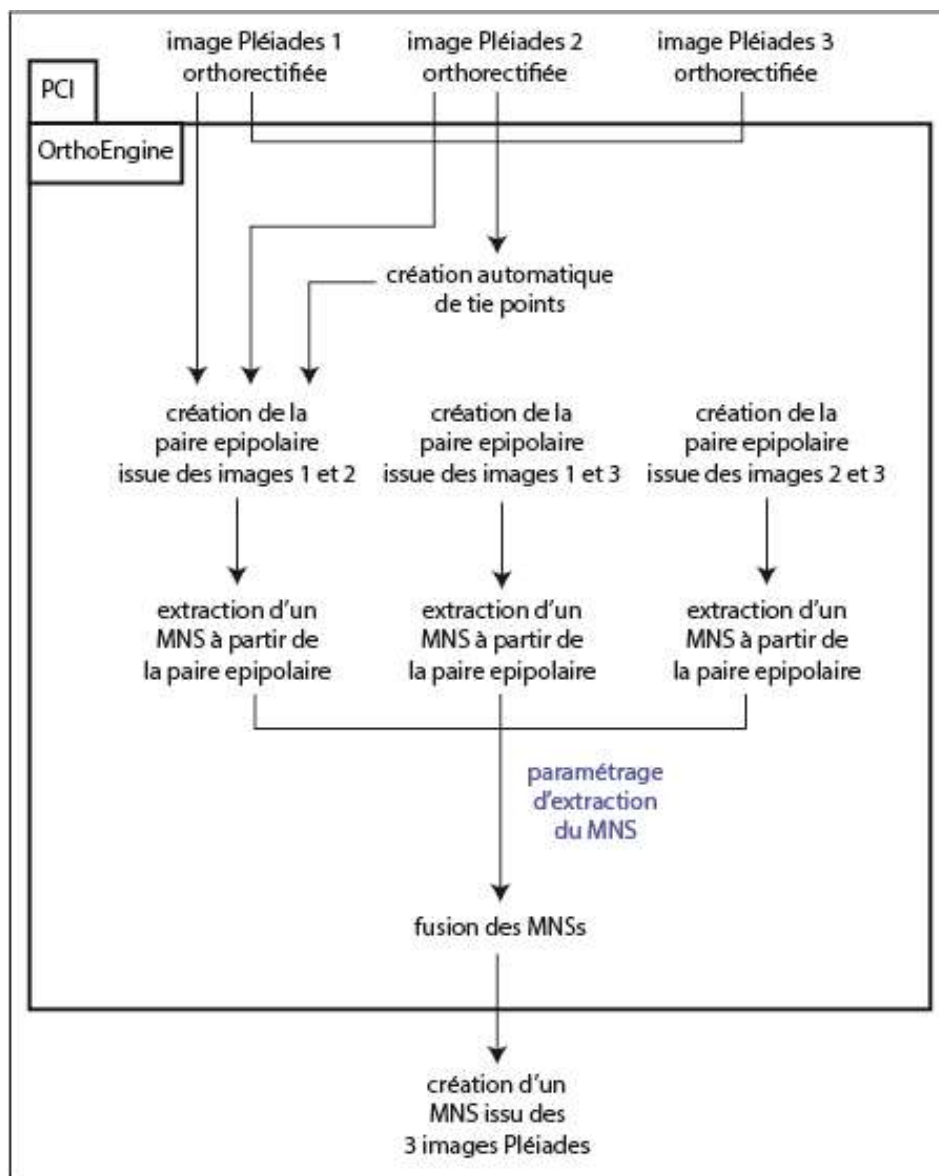 image Pléiades 1
orthorectifiée
image Pléiades 2
orthorectifiée
image Pléiades 3
orthorectifiée
PCI
OrthoEngine
création automatique
de tie points
création de la
paire epipolaire
issue des images 1 et 2
création de la
paire epipolaire
issue des images 1 et 3
création de la
paire epipolaire
issue des images 2 et 3
extraction d'un
MNS à partir de
la paire epipolaire
extraction d'un
MNS à partir de
la paire epipolaire
extraction d'un
MNS à partir de
la paire epipolaire
paramétrage
d'extraction
du MNS
fusion des MNSs
création d'un
MNS issu des
3 images Pléiades